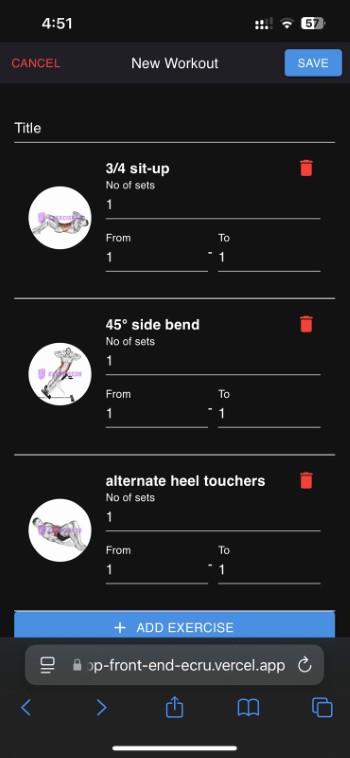 4:51
57
CANCEL
New Workout
SAVE
Title
3/4 sit-up
No of sets
1
From
To
1
-
1
45° side bend
No of sets
1
From
To
1
-
1
alternate heel touchers
No of sets
1
From
To
1
-
1
+ ADD EXERCISE
op-front-end-ecru.vercel.app